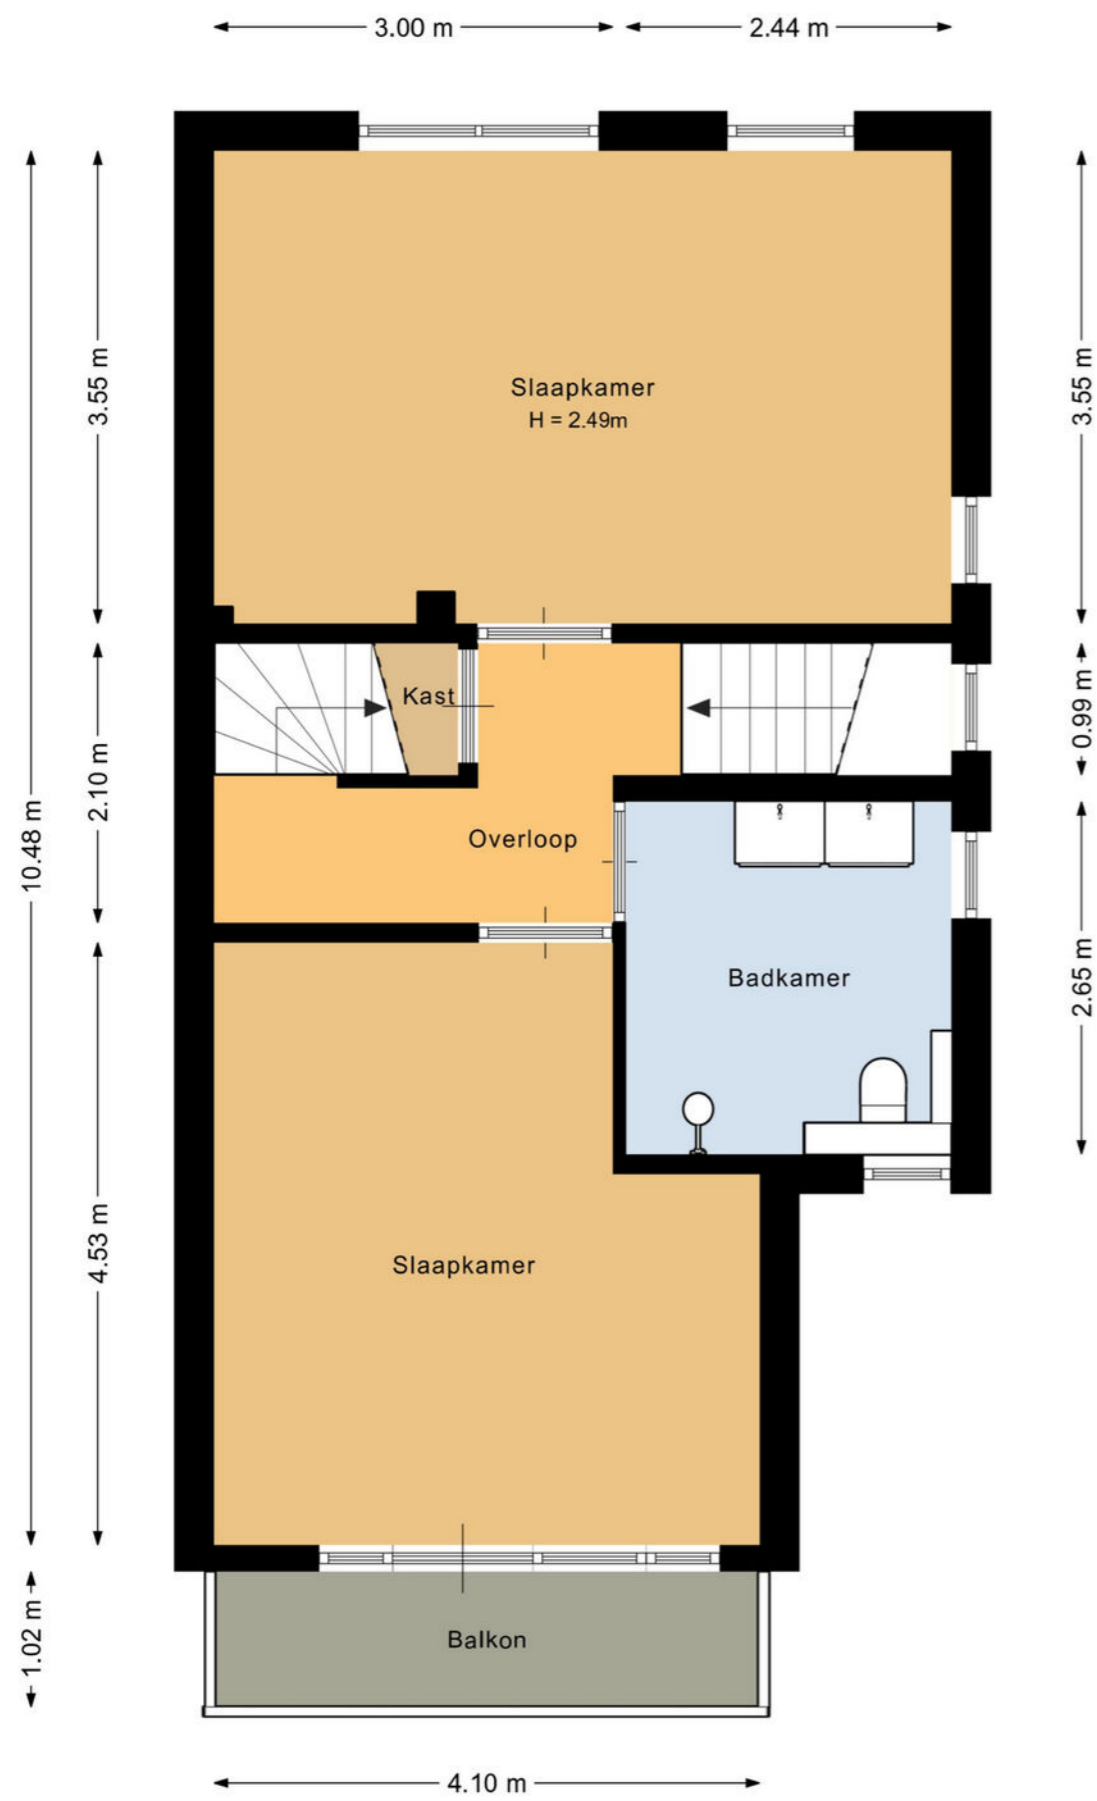 3.00 m
2.44 m
3.55 m
3.55 m
Slaapkamer
H = 2.49m
Kast
0.99 m
2.10 m
10.48 m
Overloop
Badkamer
2.65 m
4.53 m
Slaapkamer
Balkon
1.02 m
4.10 m